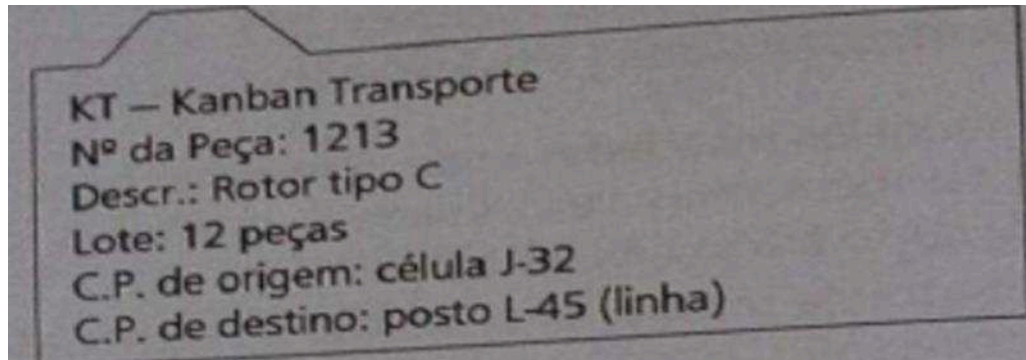 KT — Kanban Transporte
Nº da Peça: 1213
Descr.: Rotor tipo C
Lote: 12 peças
C.P. de origem: célula J-32
C.P. de destino: posto L-45 (linha)